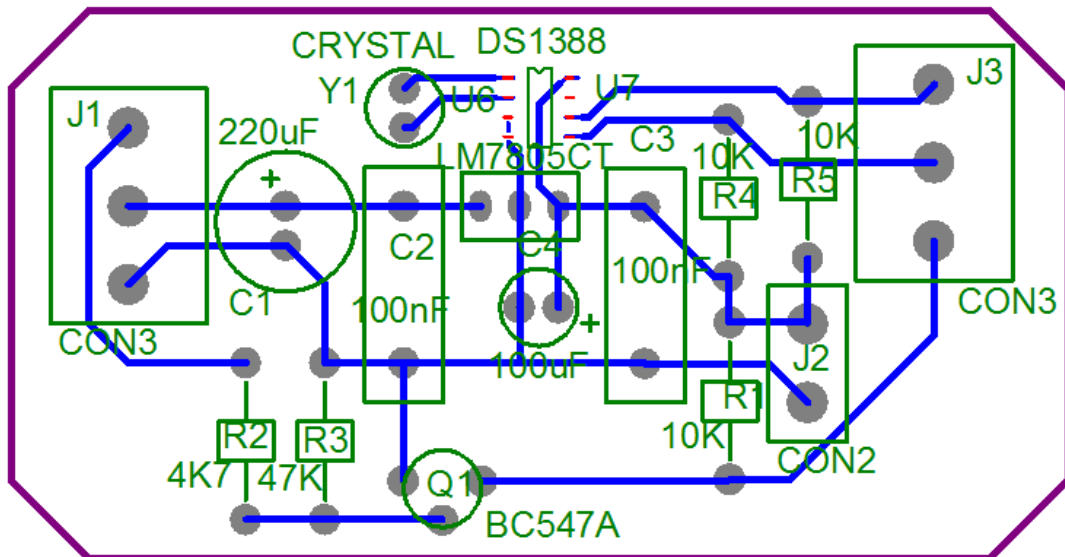 CRYSTAL DS1388
Y1 U6 U7 J3
J1
220uF C3
LM7805CT 10K 10K
+ R4 R5
C2 C4
100nF
C1 100nF CON3
+
CON3 100uF J2
R1
R2 R3 10K
4K7 47K Q1 CON2
BC547A